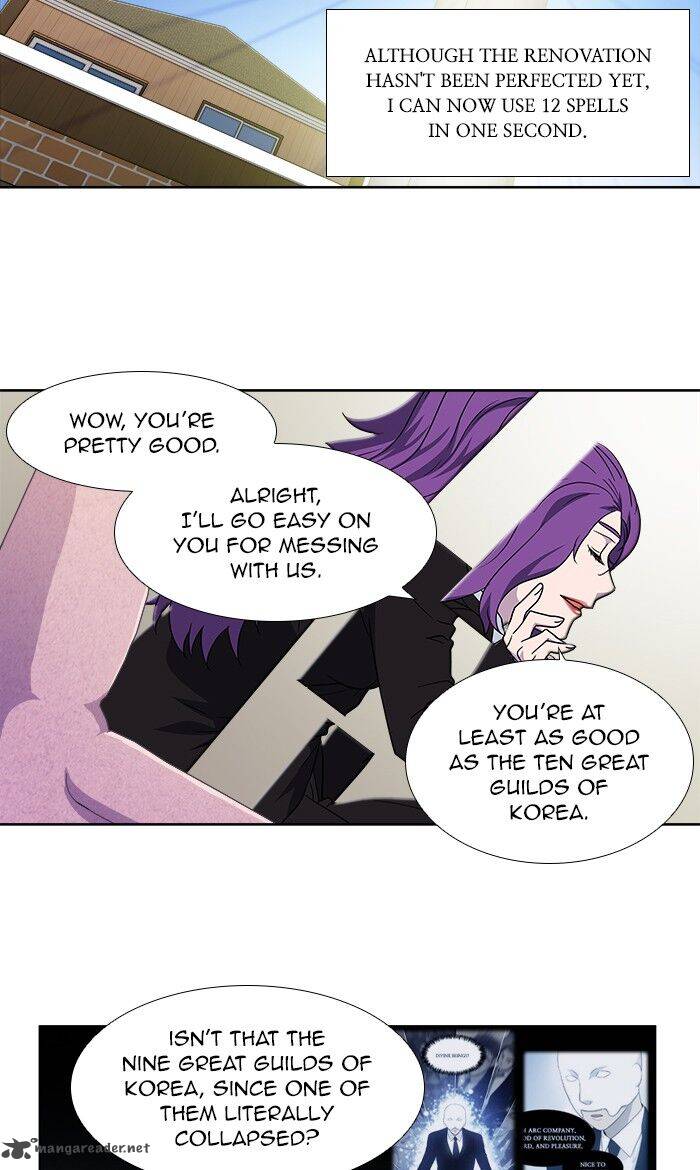 ALTHOUGH THE RENOVATION
HASN'T BEEN PERFECTED YET,
I CAN NOW USE 12 SPELLS
IN ONE SECOND.
WOW, YOU'RE
PRETTY GOOD.
ALRIGHT,
I'LL GO EASY ON
YOU FOR MESSING
WITH US.
YOU'RE AT
LEAST AS GOOD
AS THE TEN GREAT
GUILDS OF
KOREA.
ISN'T THAT THE
NINE GREAT GUILDS OF
KOREA, SINCE ONE OF
THEM LITERALLY
COLLAPSED?
DIVINE BEINGS?
ARC COMPANY,
OD OF REVOLUTION,
RD, AND PLEASURE.
NICE TO
mangareader.net